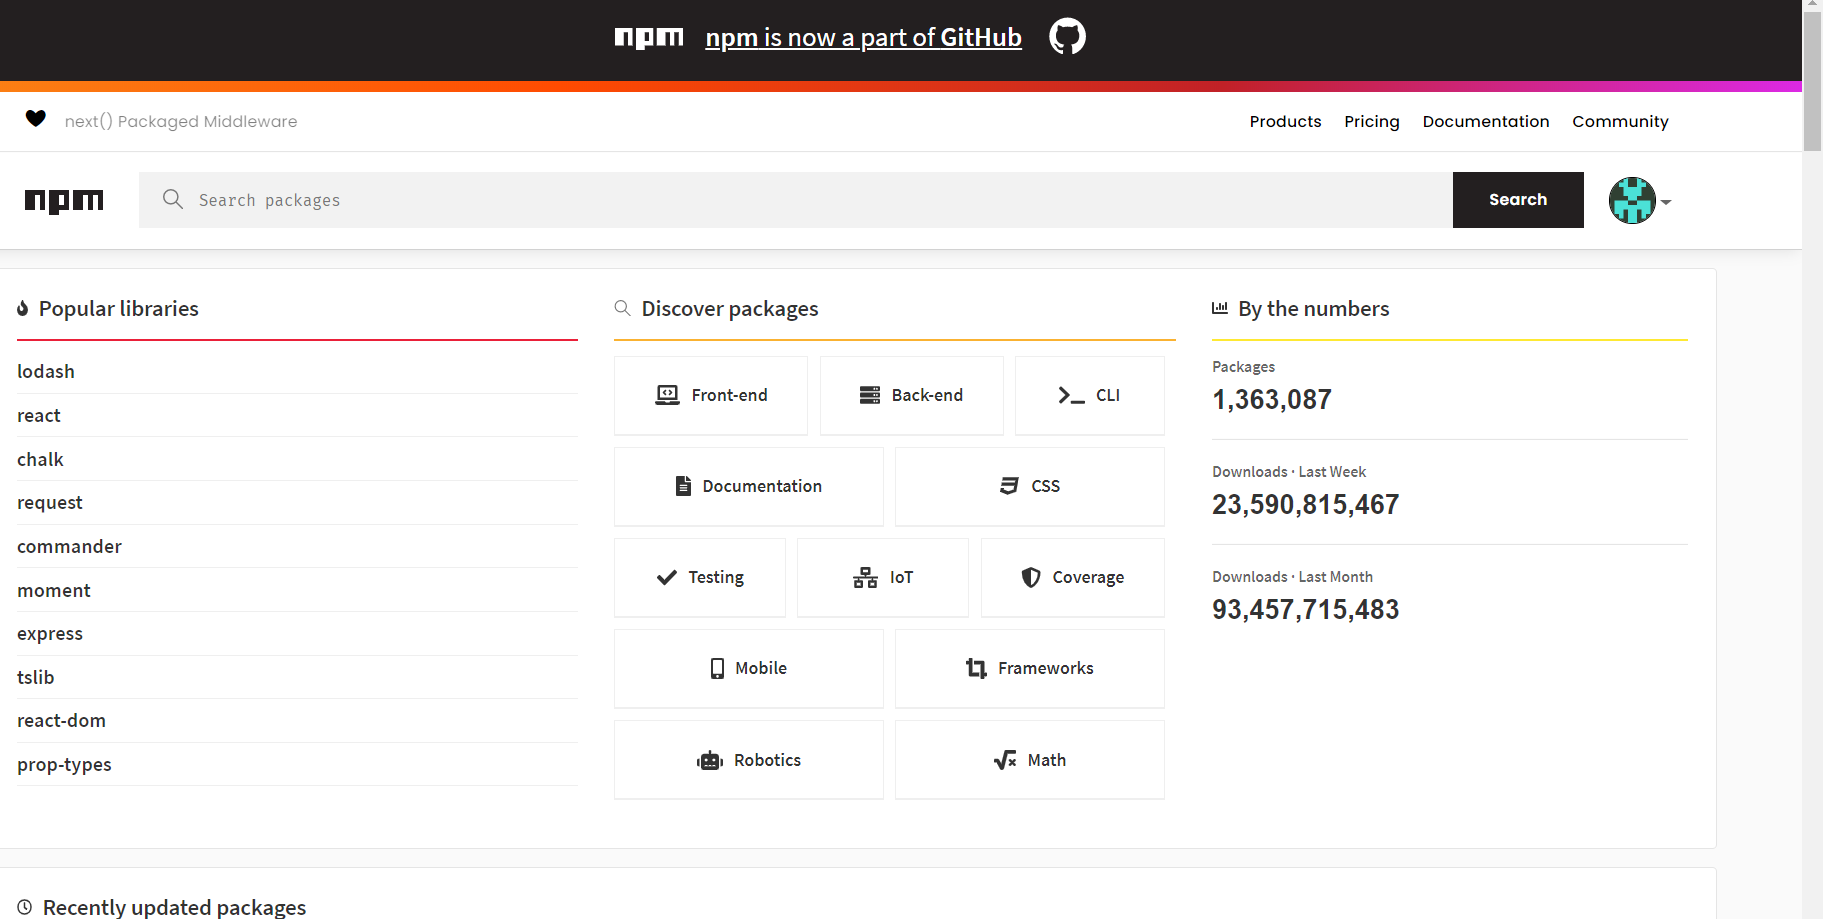 npm npm is now a part of GitHub
next() Packaged Middleware
Products Pricing Documentation Community
npm Search packages Search
Popular libraries
lodash
react
chalk
request
commander
moment
express
tslib
react-dom
prop-types
Discover packages
Front-end Back-end CLI
Documentation CSS
Testing IoT Coverage
Mobile Frameworks
Robotics Math
By the numbers
Packages
1,363,087
Downloads · Last Week
23,590,815,467
Downloads · Last Month
93,457,715,483
Recently updated packages